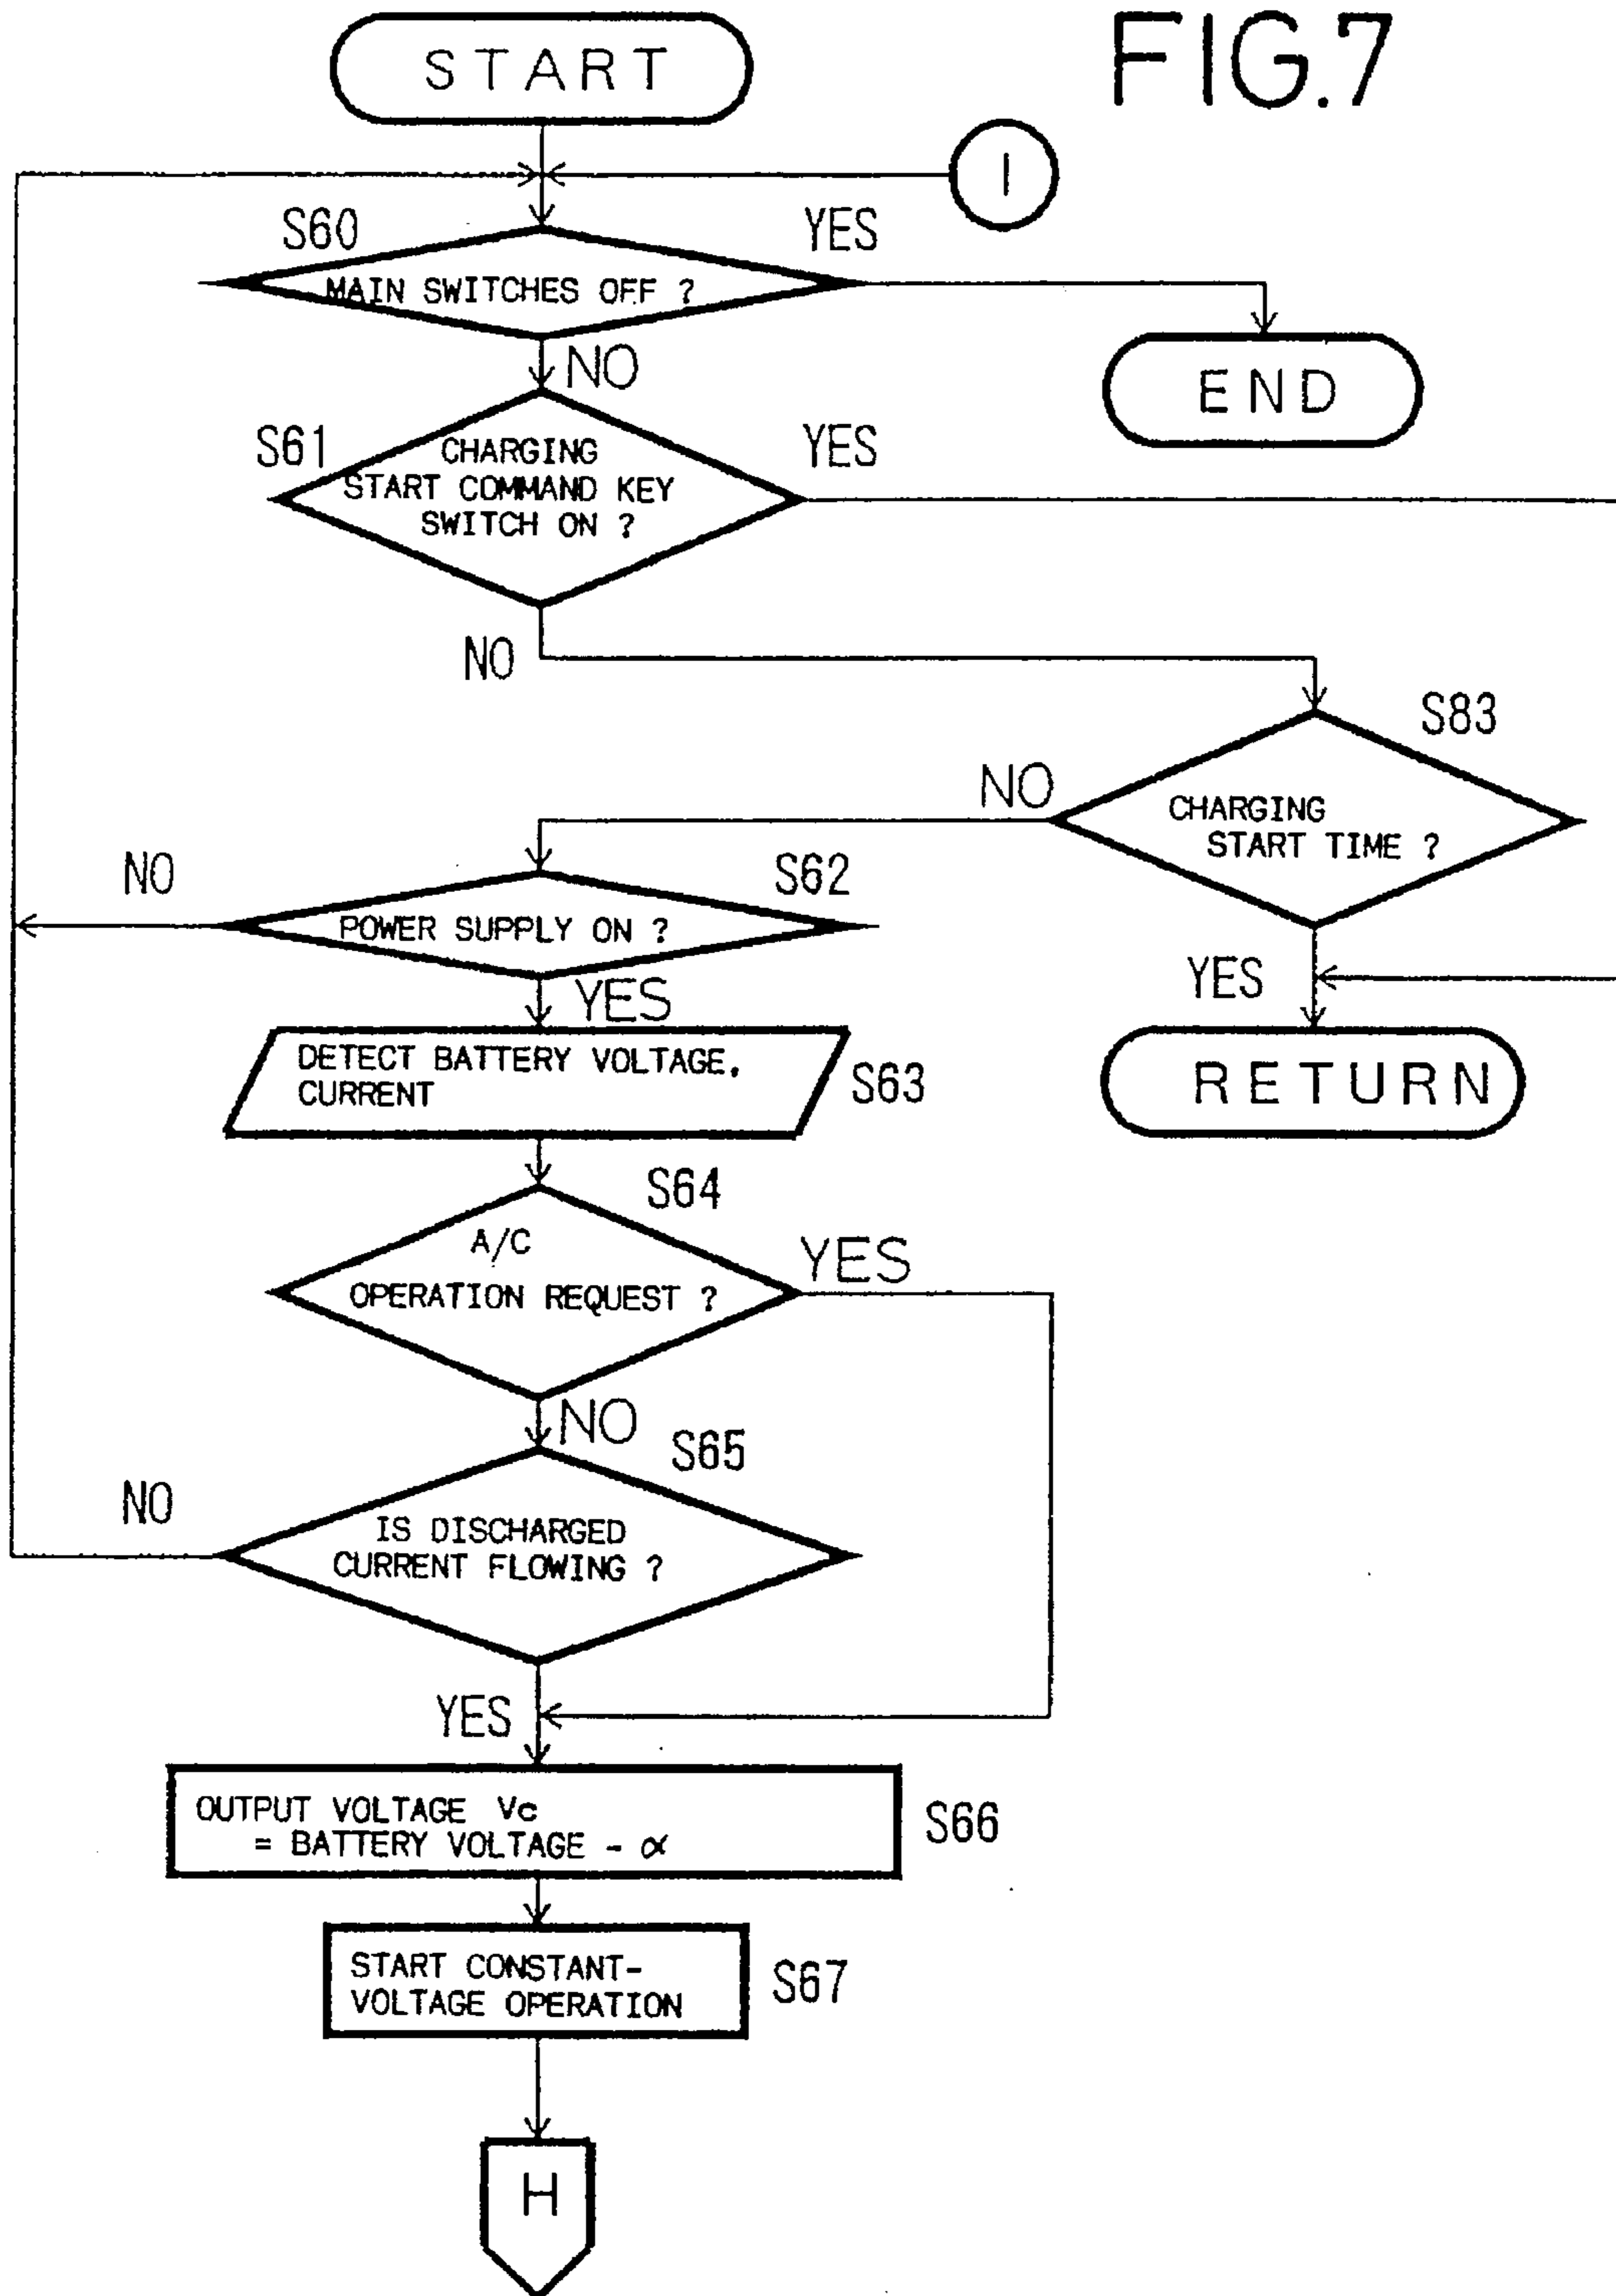 FIG.7
START
I
S60
YES
MAIN SWITCHES OFF ?
NO
END
S61
YES
CHARGING
START COMMAND KEY
SWITCH ON ?
NO
S83
NO
CHARGING
START TIME ?
NO
S62
POWER SUPPLY ON ?
YES
YES
DETECT BATTERY VOLTAGE,
CURRENT
S63
RETURN
S64
A/C
YES
OPERATION REQUEST ?
NO
S65
NO
IS DISCHARGED
CURRENT FLOWING ?
YES
OUTPUT VOLTAGE Vc
= BATTERY VOLTAGE - α
S66
START CONSTANT-
VOLTAGE OPERATION
S67
H